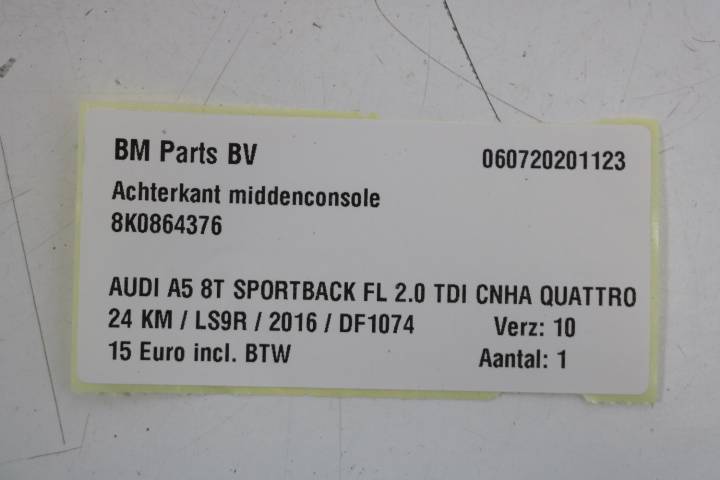 BM Parts BV 060720201123
Achterkant middenconsole
8K0864376
AUDI A5 8T SPORTBACK FL 2.0 TDI CNHA QUATTRO
24 KM / LS9R / 2016 / DF1074 Verz: 10
15 Euro incl. BTW Aantal: 1